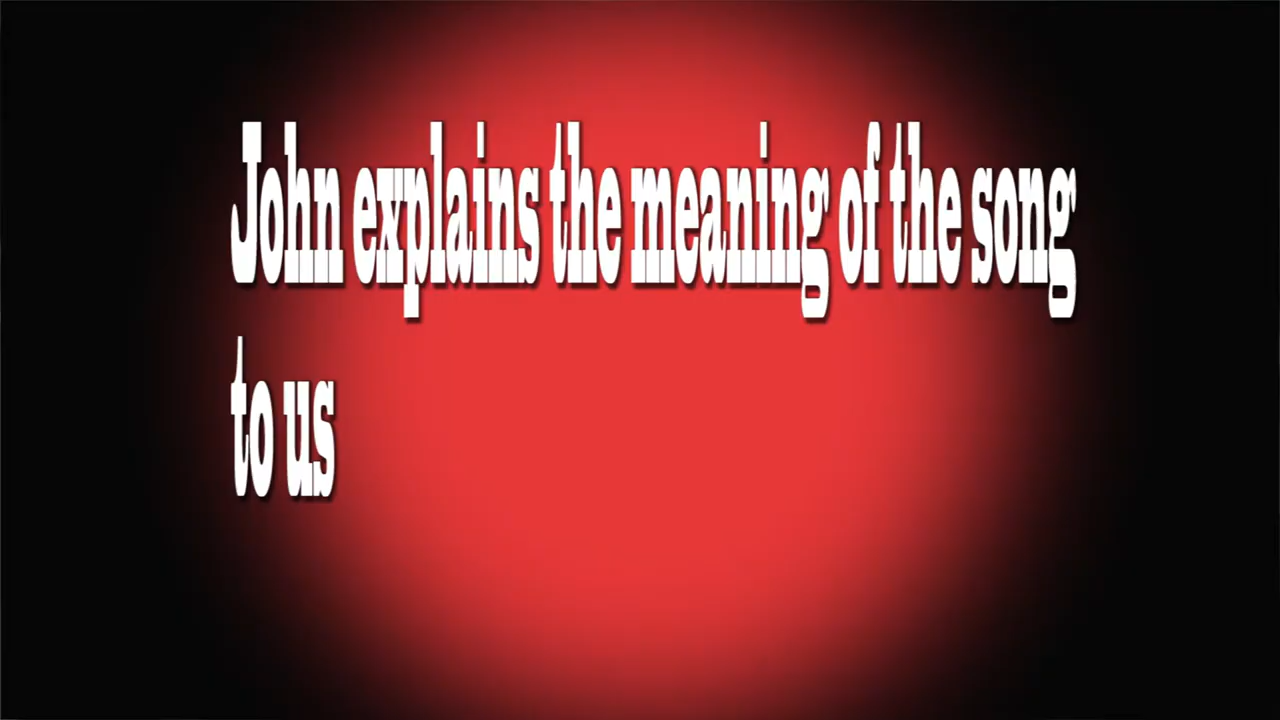 John explains the meaning of the song
to us